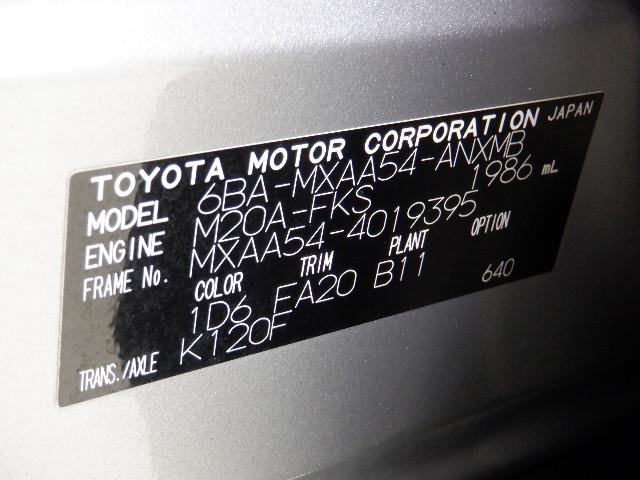 TOYOTA MOTOR CORPORATION JAPAN
MODEL 6BA-MXAA54-ANXMB
ENGINE M20A-FKS 1986 mL
FRAME No. MXAA54-4019395
COLOR TRIM PLANT OPTION
1D6 EA20 B11 640
TRANS./AXLE K120F